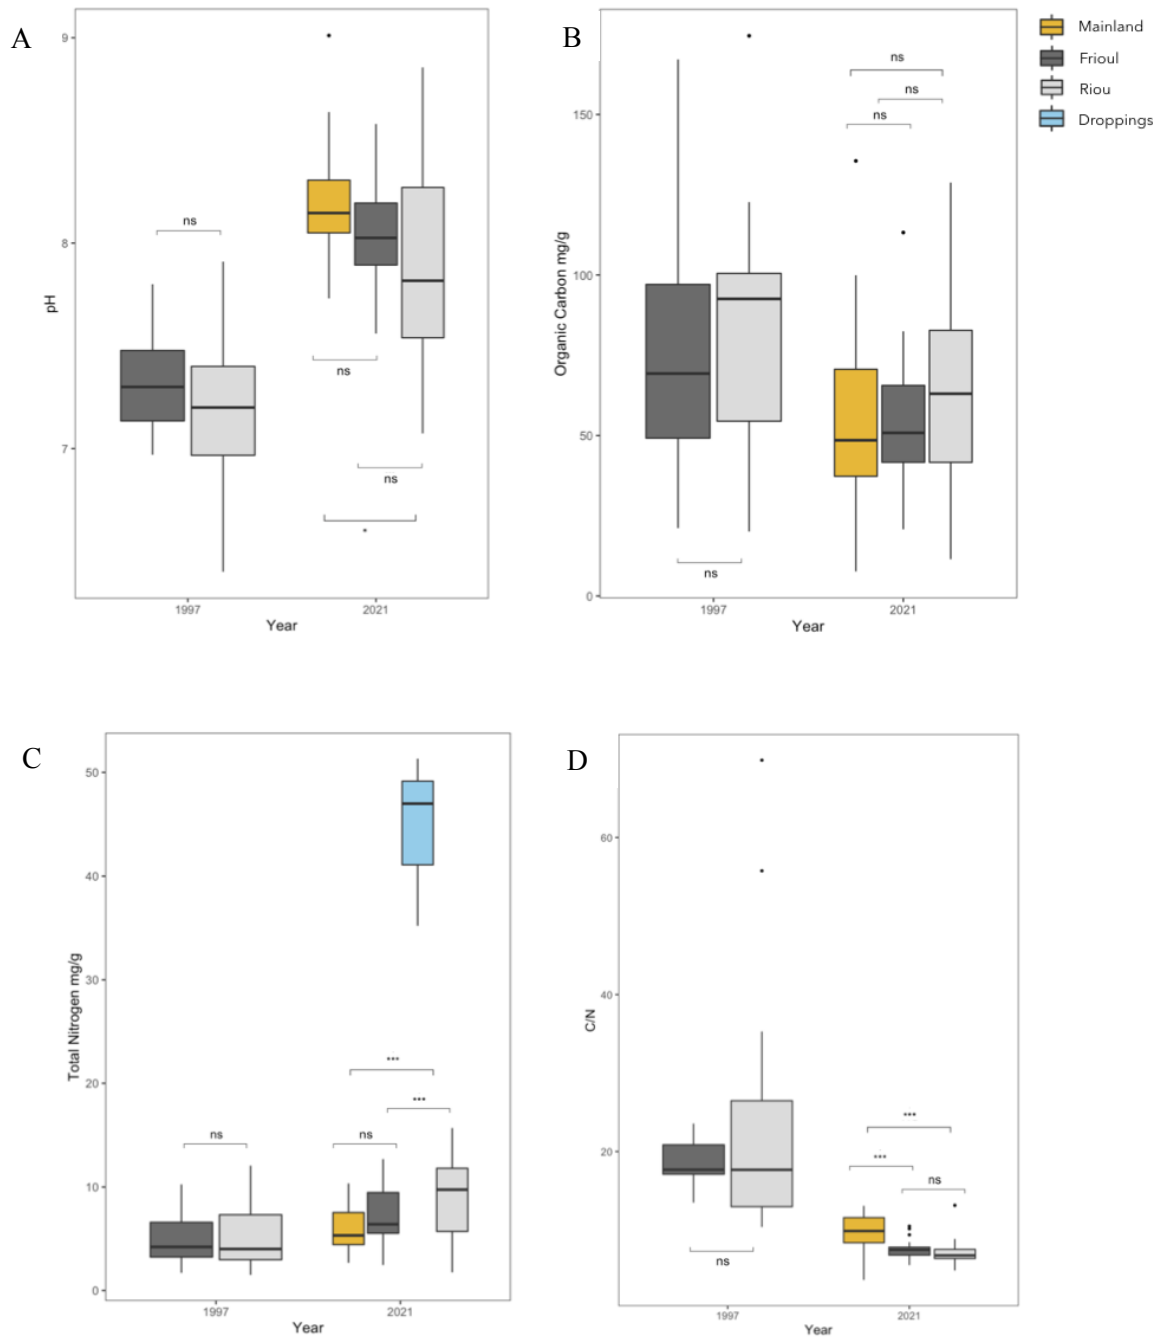 A
9
8
7
pH
ns
ns
ns
*
1997
2021
Year
B
150
100
50
0
Organic Carbon mg/g
ns
ns
ns
ns
1997
2021
Year
Mainland
Frioul
Riou
Droppings
C
50
40
30
20
10
0
Total Nitrogen mg/g
***
***
ns
ns
1997
2021
Year
D
60
40
20
C/N
***
***
ns
ns
1997
2021
Year